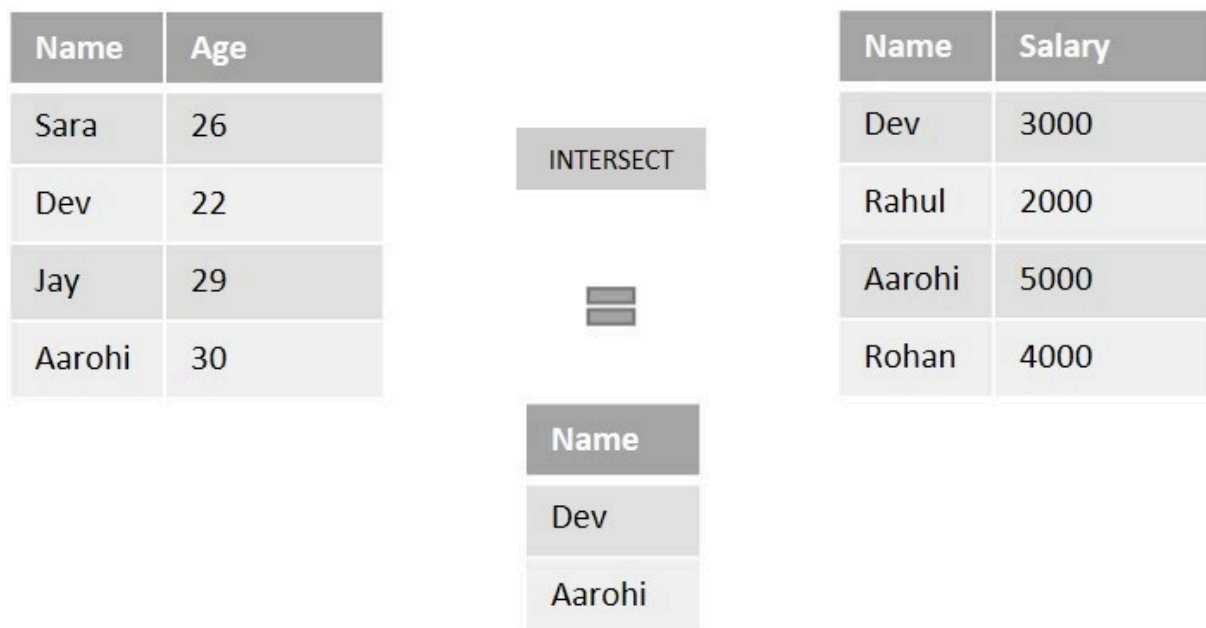 Name Age
Sara 26
Dev 22
Jay 29
Aarohi 30
INTERSECT
Name Salary
Dev 3000
Rahul 2000
Aarohi 5000
Rohan 4000
Name
Dev
Aarohi